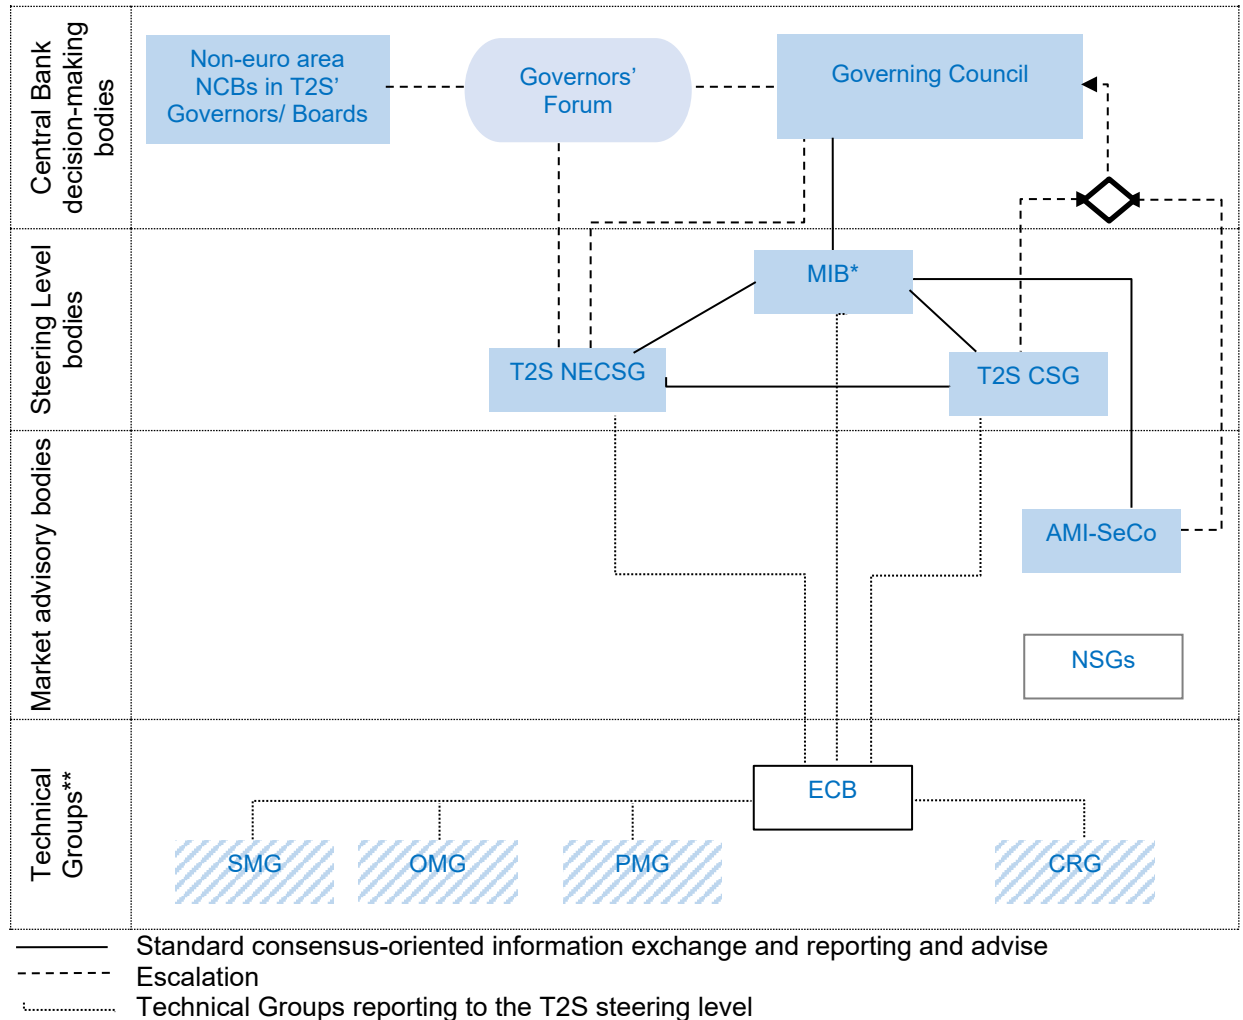 Central Bank
decision-making
bodies
Non-euro area
NCBs in T2S'
Governors/ Boards
Governors'
Forum
Governing Council
Steering Level
bodies
MIB*
T2S NECSG
T2S CSG
Market advisory bodies
AMI-SeCo
NSGs
Technical
Groups**
ECB
SMG
OMG
PMG
CRG
Standard consensus-oriented information exchange and reporting and advise
Escalation
Technical Groups reporting to the T2S steering level